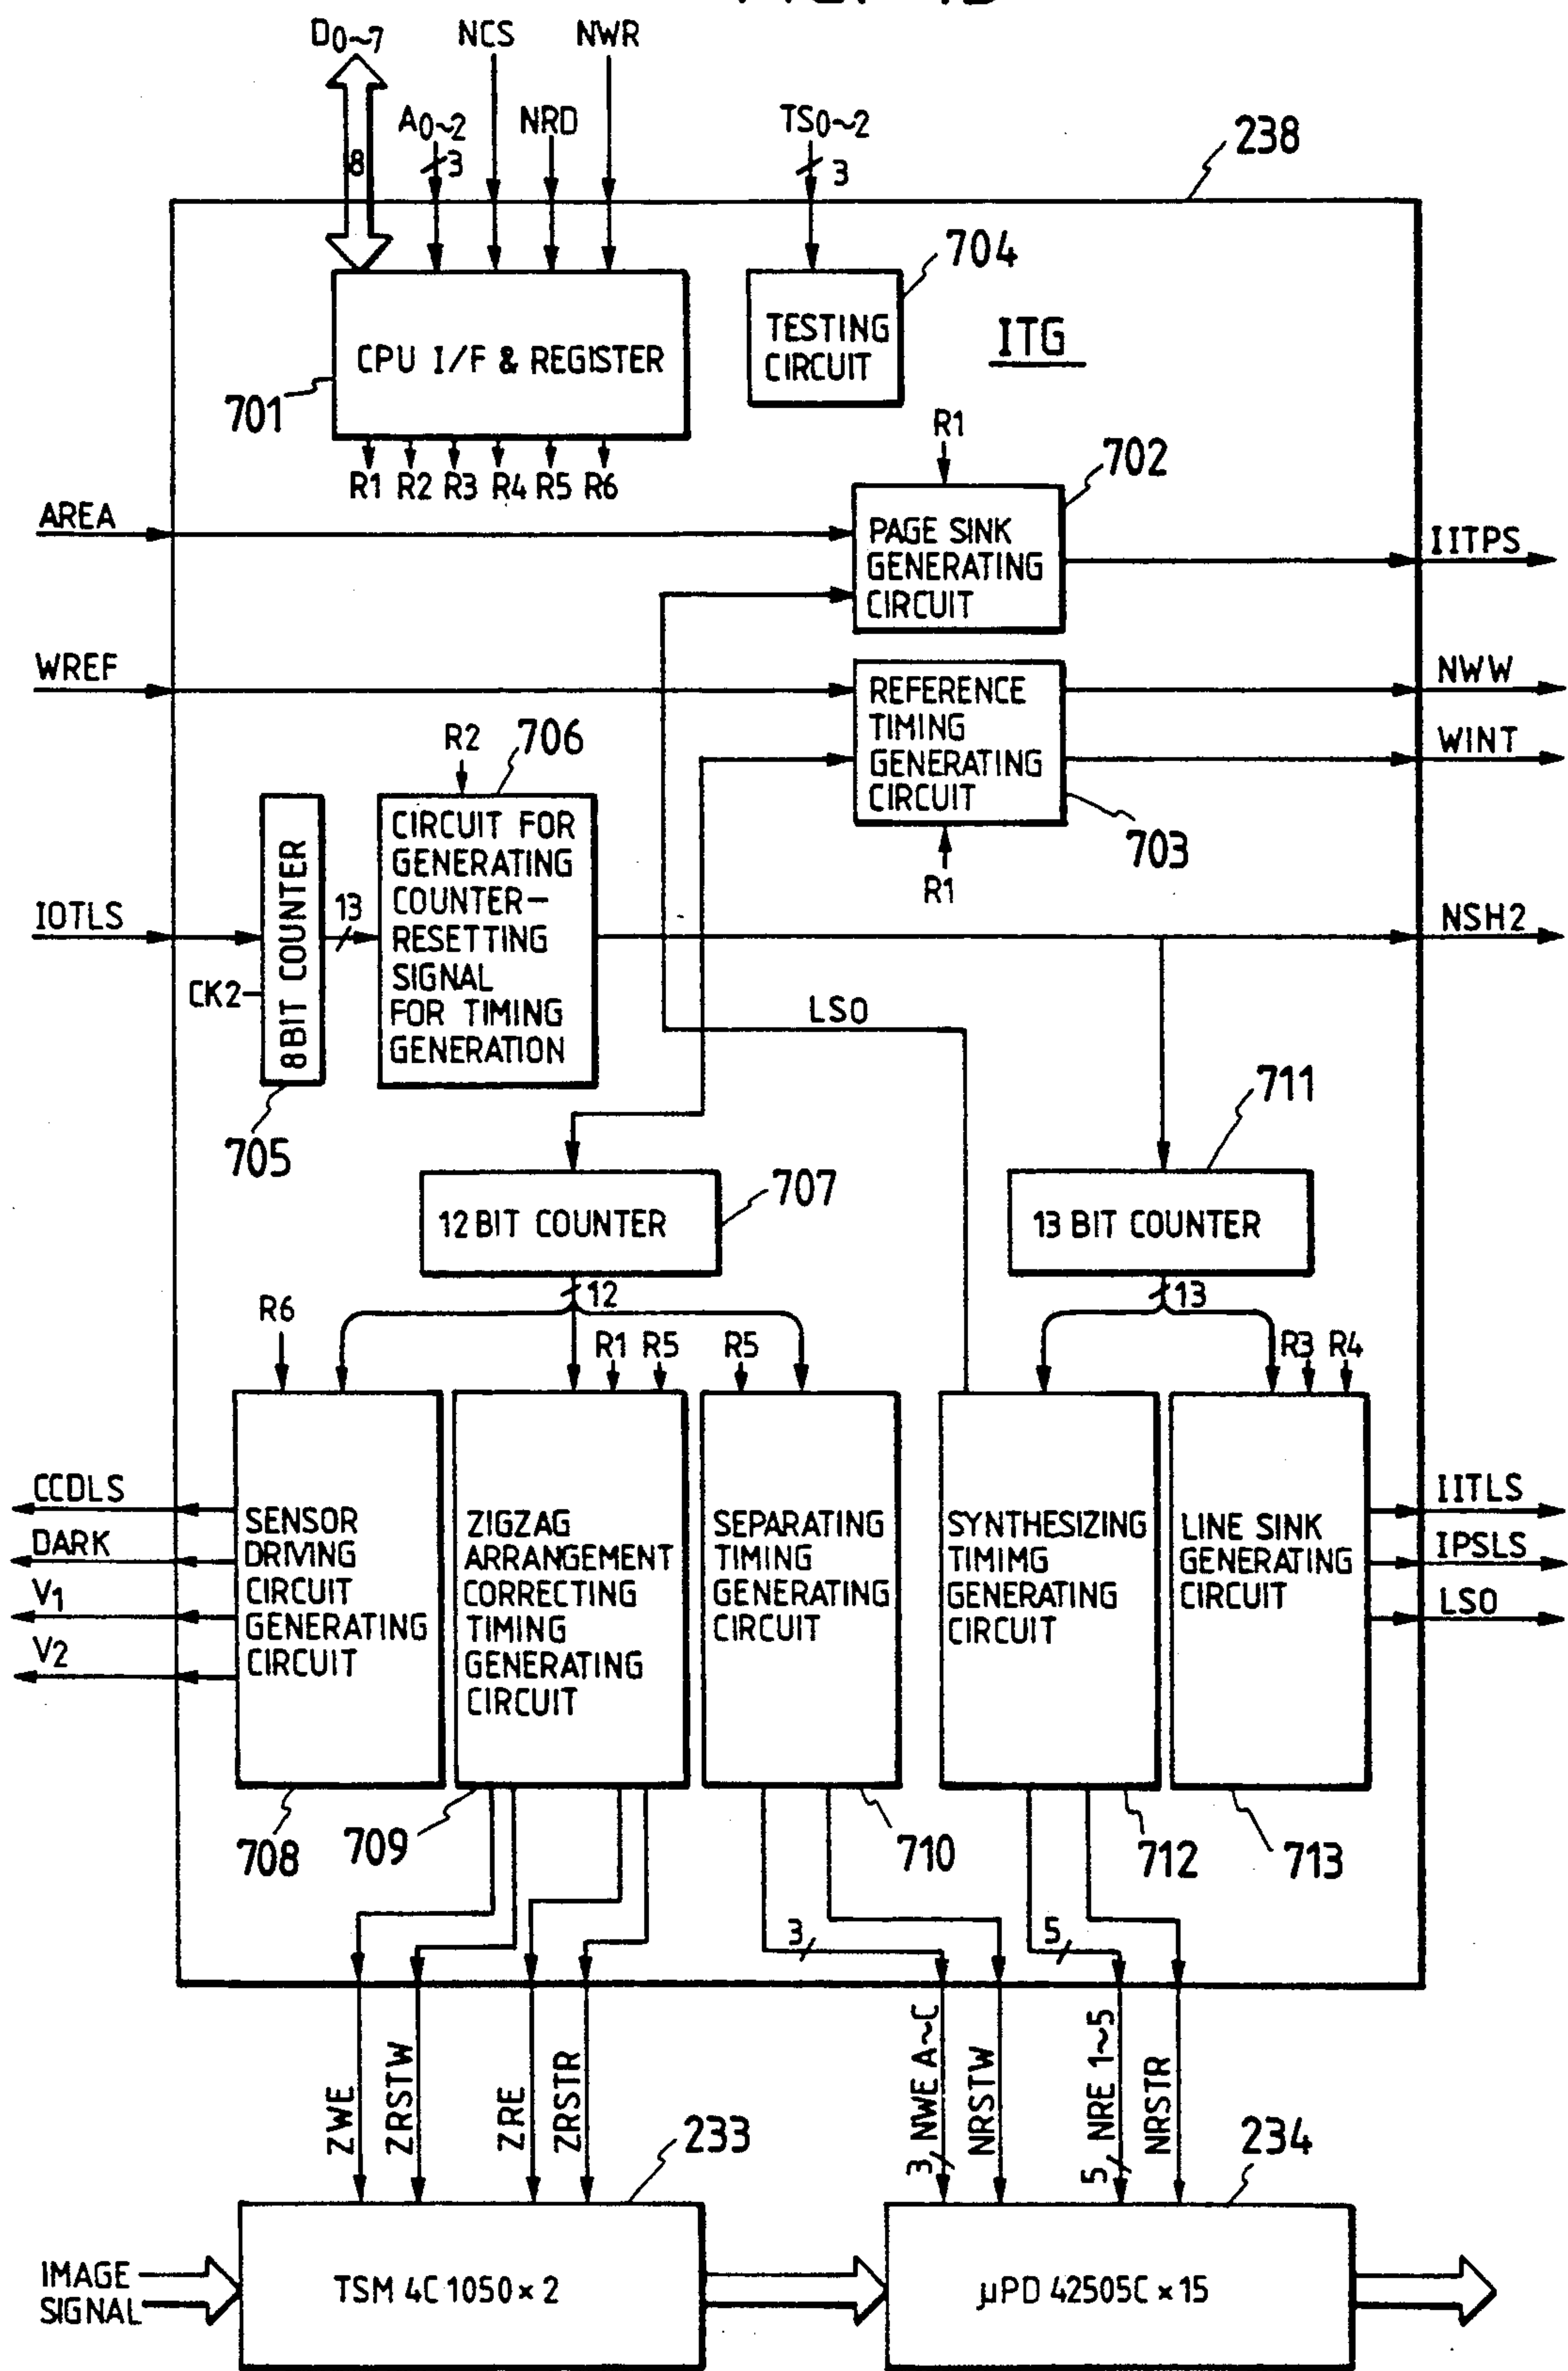 D0~7
NCS
NWR
A0~2
NRD
TS0~2
8
3
3
238
704
TESTING
CIRCUIT
ITG
CPU I/F & REGISTER
701
R1 R2 R3 R4 R5 R6
R1
702
AREA
PAGE SINK
GENERATING
CIRCUIT
IITPS
WREF
REFERENCE
TIMING
GENERATING
CIRCUIT
NWW
WINT
703
R1
R2
706
CIRCUIT FOR
GENERATING
COUNTER-
RESETTING
SIGNAL
FOR TIMING
GENERATION
8BIT COUNTER
13
IOTLS
CK2
705
NSH2
LSO
711
707
12 BIT COUNTER
13 BIT COUNTER
12
13
R6
R1 R5
R5
R3 R4
CCDLS
DARK
V1
V2
SENSOR
DRIVING
CIRCUIT
GENERATING
CIRCUIT
ZIGZAG
ARRANGEMENT
CORRECTING
TIMING
GENERATING
CIRCUIT
SEPARATING
TIMING
GENERATING
CIRCUIT
SYNTHESIZING
TIMIMG
GENERATING
CIRCUIT
LINE SINK
GENERATING
CIRCUIT
IITLS
IPSLS
LSO
708
709
710
712
713
3
5
ZWE
ZRSTW
ZRE
ZRSTR
3 NWE A~C
NRSTW
5 NRE 1~5
NRSTR
233
234
IMAGE
SIGNAL
TSM 4C 1050 × 2
µPD 42505C × 15